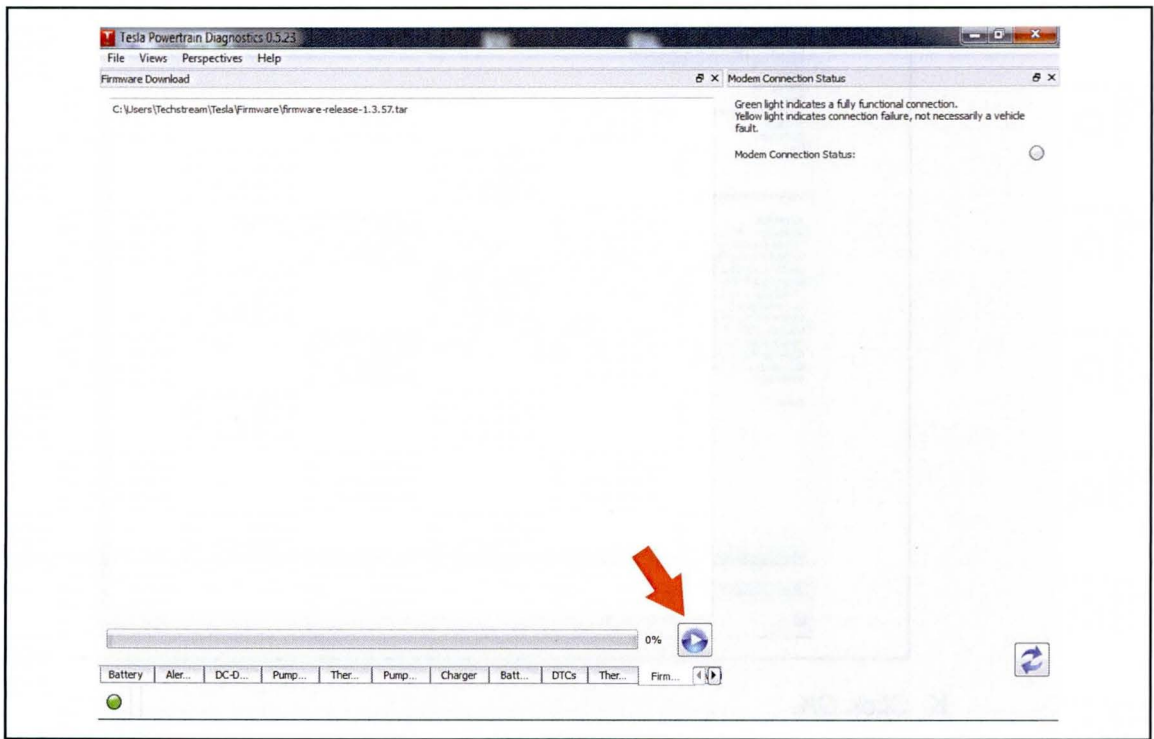 Tesla Powertrain Diagnostics 0.5.23
File Views Perspectives Help
Firmware Download
Modem Connection Status
C:\Users\Techstream\Tesla\Firmware\firmware-release-1.3.57.tar
Green light indicates a fully functional connection.
Yellow light indicates connection failure, not necessarily a vehicle
fault.
Modem Connection Status:
0%
Battery Aler... DC-D... Pump... Ther... Pump... Charger Batt... DTCs Ther... Firm...